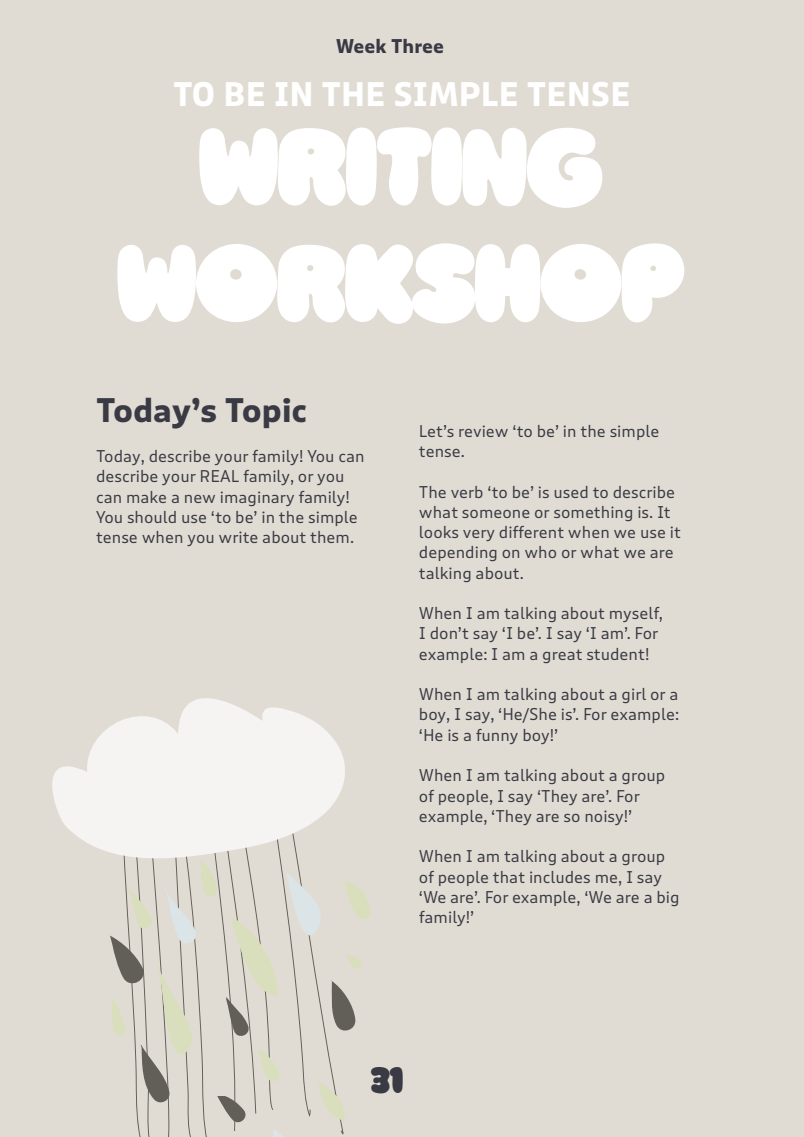 Week Three
TO BE IN THE SIMPLE TENSE
WRITING
WORKSHOP
Today’s Topic
Today, describe your family! You can
describe your REAL family, or you
can make a new imaginary family!
You should use ‘to be’ in the simple
tense when you write about them.
Let’s review ‘to be’ in the simple
tense.
The verb ‘to be’ is used to describe
what someone or something is. It
looks very different when we use it
depending on who or what we are
talking about.
When I am talking about myself,
I don’t say ‘I be’. I say ‘I am’. For
example: I am a great student!
When I am talking about a girl or a
boy, I say, ‘He/She is’. For example:
‘He is a funny boy!’
When I am talking about a group
of people, I say ‘They are’. For
example, ‘They are so noisy!’
When I am talking about a group
of people that includes me, I say
‘We are’. For example, ‘We are a big
family!’
31